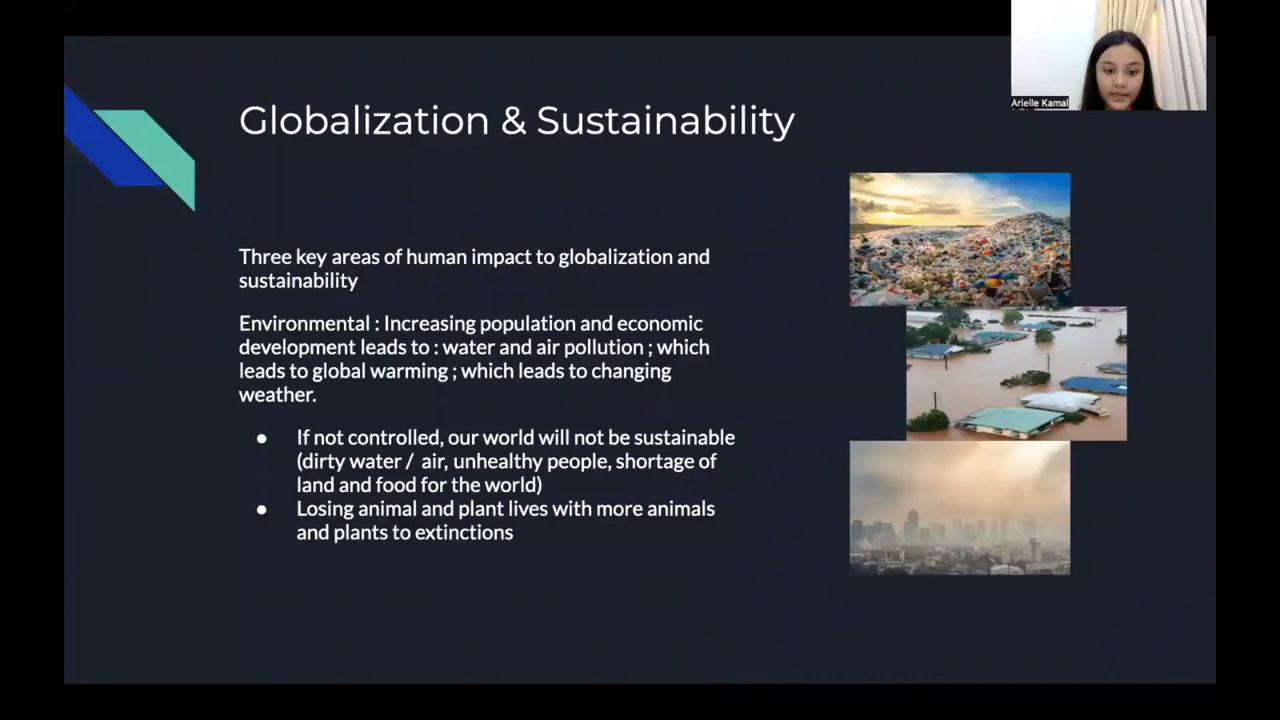 Arielle Kamal
Globalization & Sustainability
Three key areas of human impact to globalization and
sustainability
Environmental : Increasing population and economic
development leads to : water and air pollution ; which
leads to global warming ; which leads to changing
weather.
● If not controlled, our world will not be sustainable
(dirty water / air, unhealthy people, shortage of
land and food for the world)
● Losing animal and plant lives with more animals
and plants to extinctions